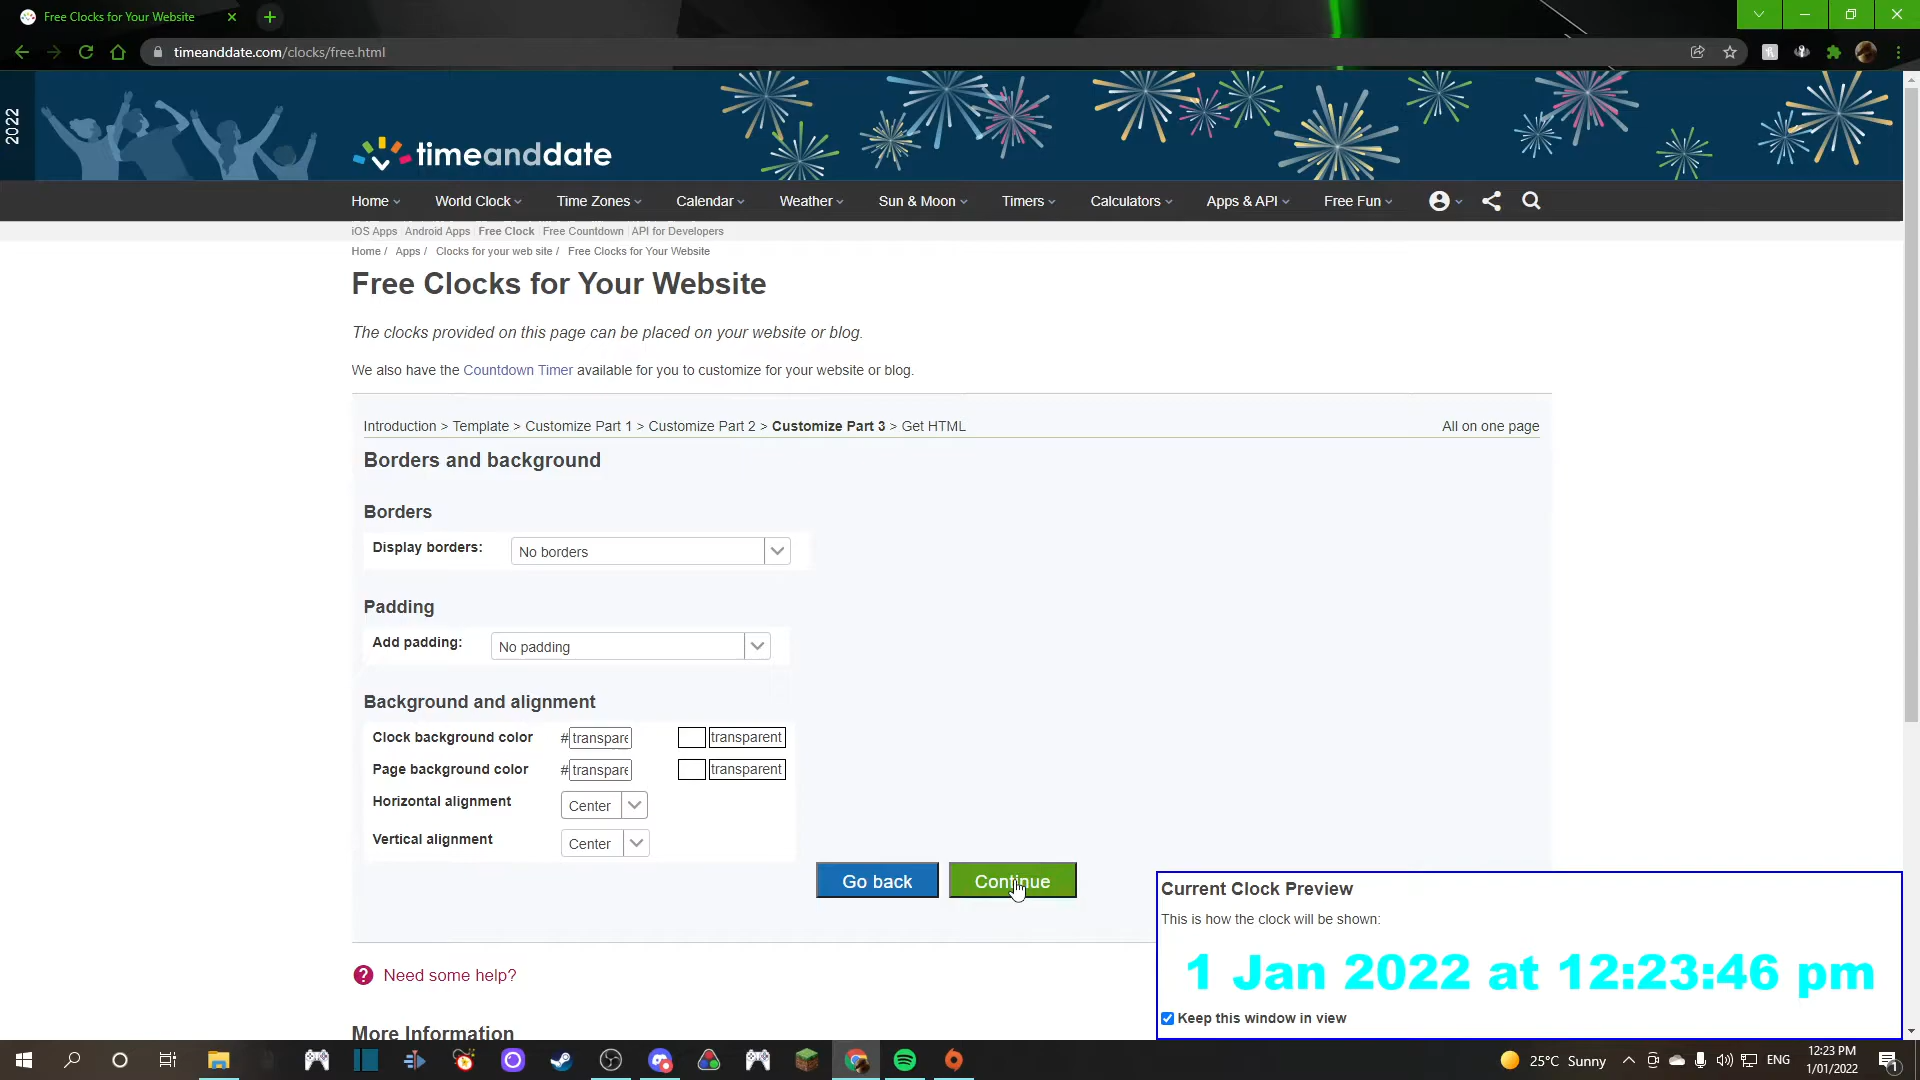 Free Clocks for Your Website
timeanddate.com/clocks/free.html
2022
timeanddate
Home World Clock Time Zones Calendar Weather Sun & Moon Timers Calculators Apps & API Free Fun
iOS Apps Android Apps Free Clock Free Countdown API for Developers
Home / Apps / Clocks for your web site / Free Clocks for Your Website
Free Clocks for Your Website
The clocks provided on this page can be placed on your website or blog.
We also have the Countdown Timer available for you to customize for your website or blog.
Introduction > Template > Customize Part 1 > Customize Part 2 > Customize Part 3 > Get HTML All on one page
Borders and background
Borders
Display borders: No borders
Padding
Add padding: No padding
Background and alignment
Clock background color #transpare transparent
Page background color #transpare transparent
Horizontal alignment Center
Vertical alignment Center
Go back Continue
Current Clock Preview
This is how the clock will be shown:
1 Jan 2022 at 12:23:46 pm
Keep this window in view
? Need some help?
More Information
25°C Sunny ENG 12:23 PM
1/01/2022
1